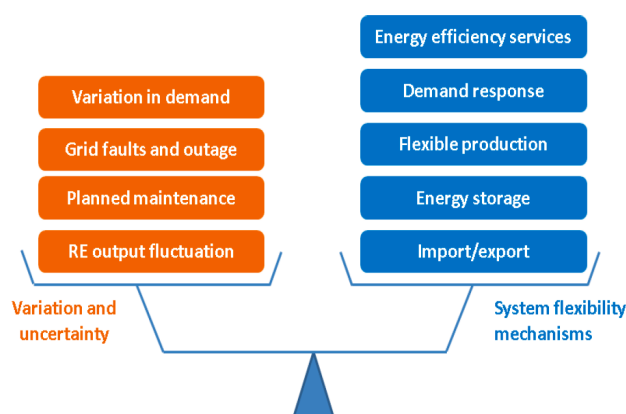 Variation in demand
Grid faults and outage
Planned maintenance
RE output fluctuation
Variation and
uncertainty
Energy efficiency services
Demand response
Flexible production
Energy storage
Import/export
System flexibility
mechanisms